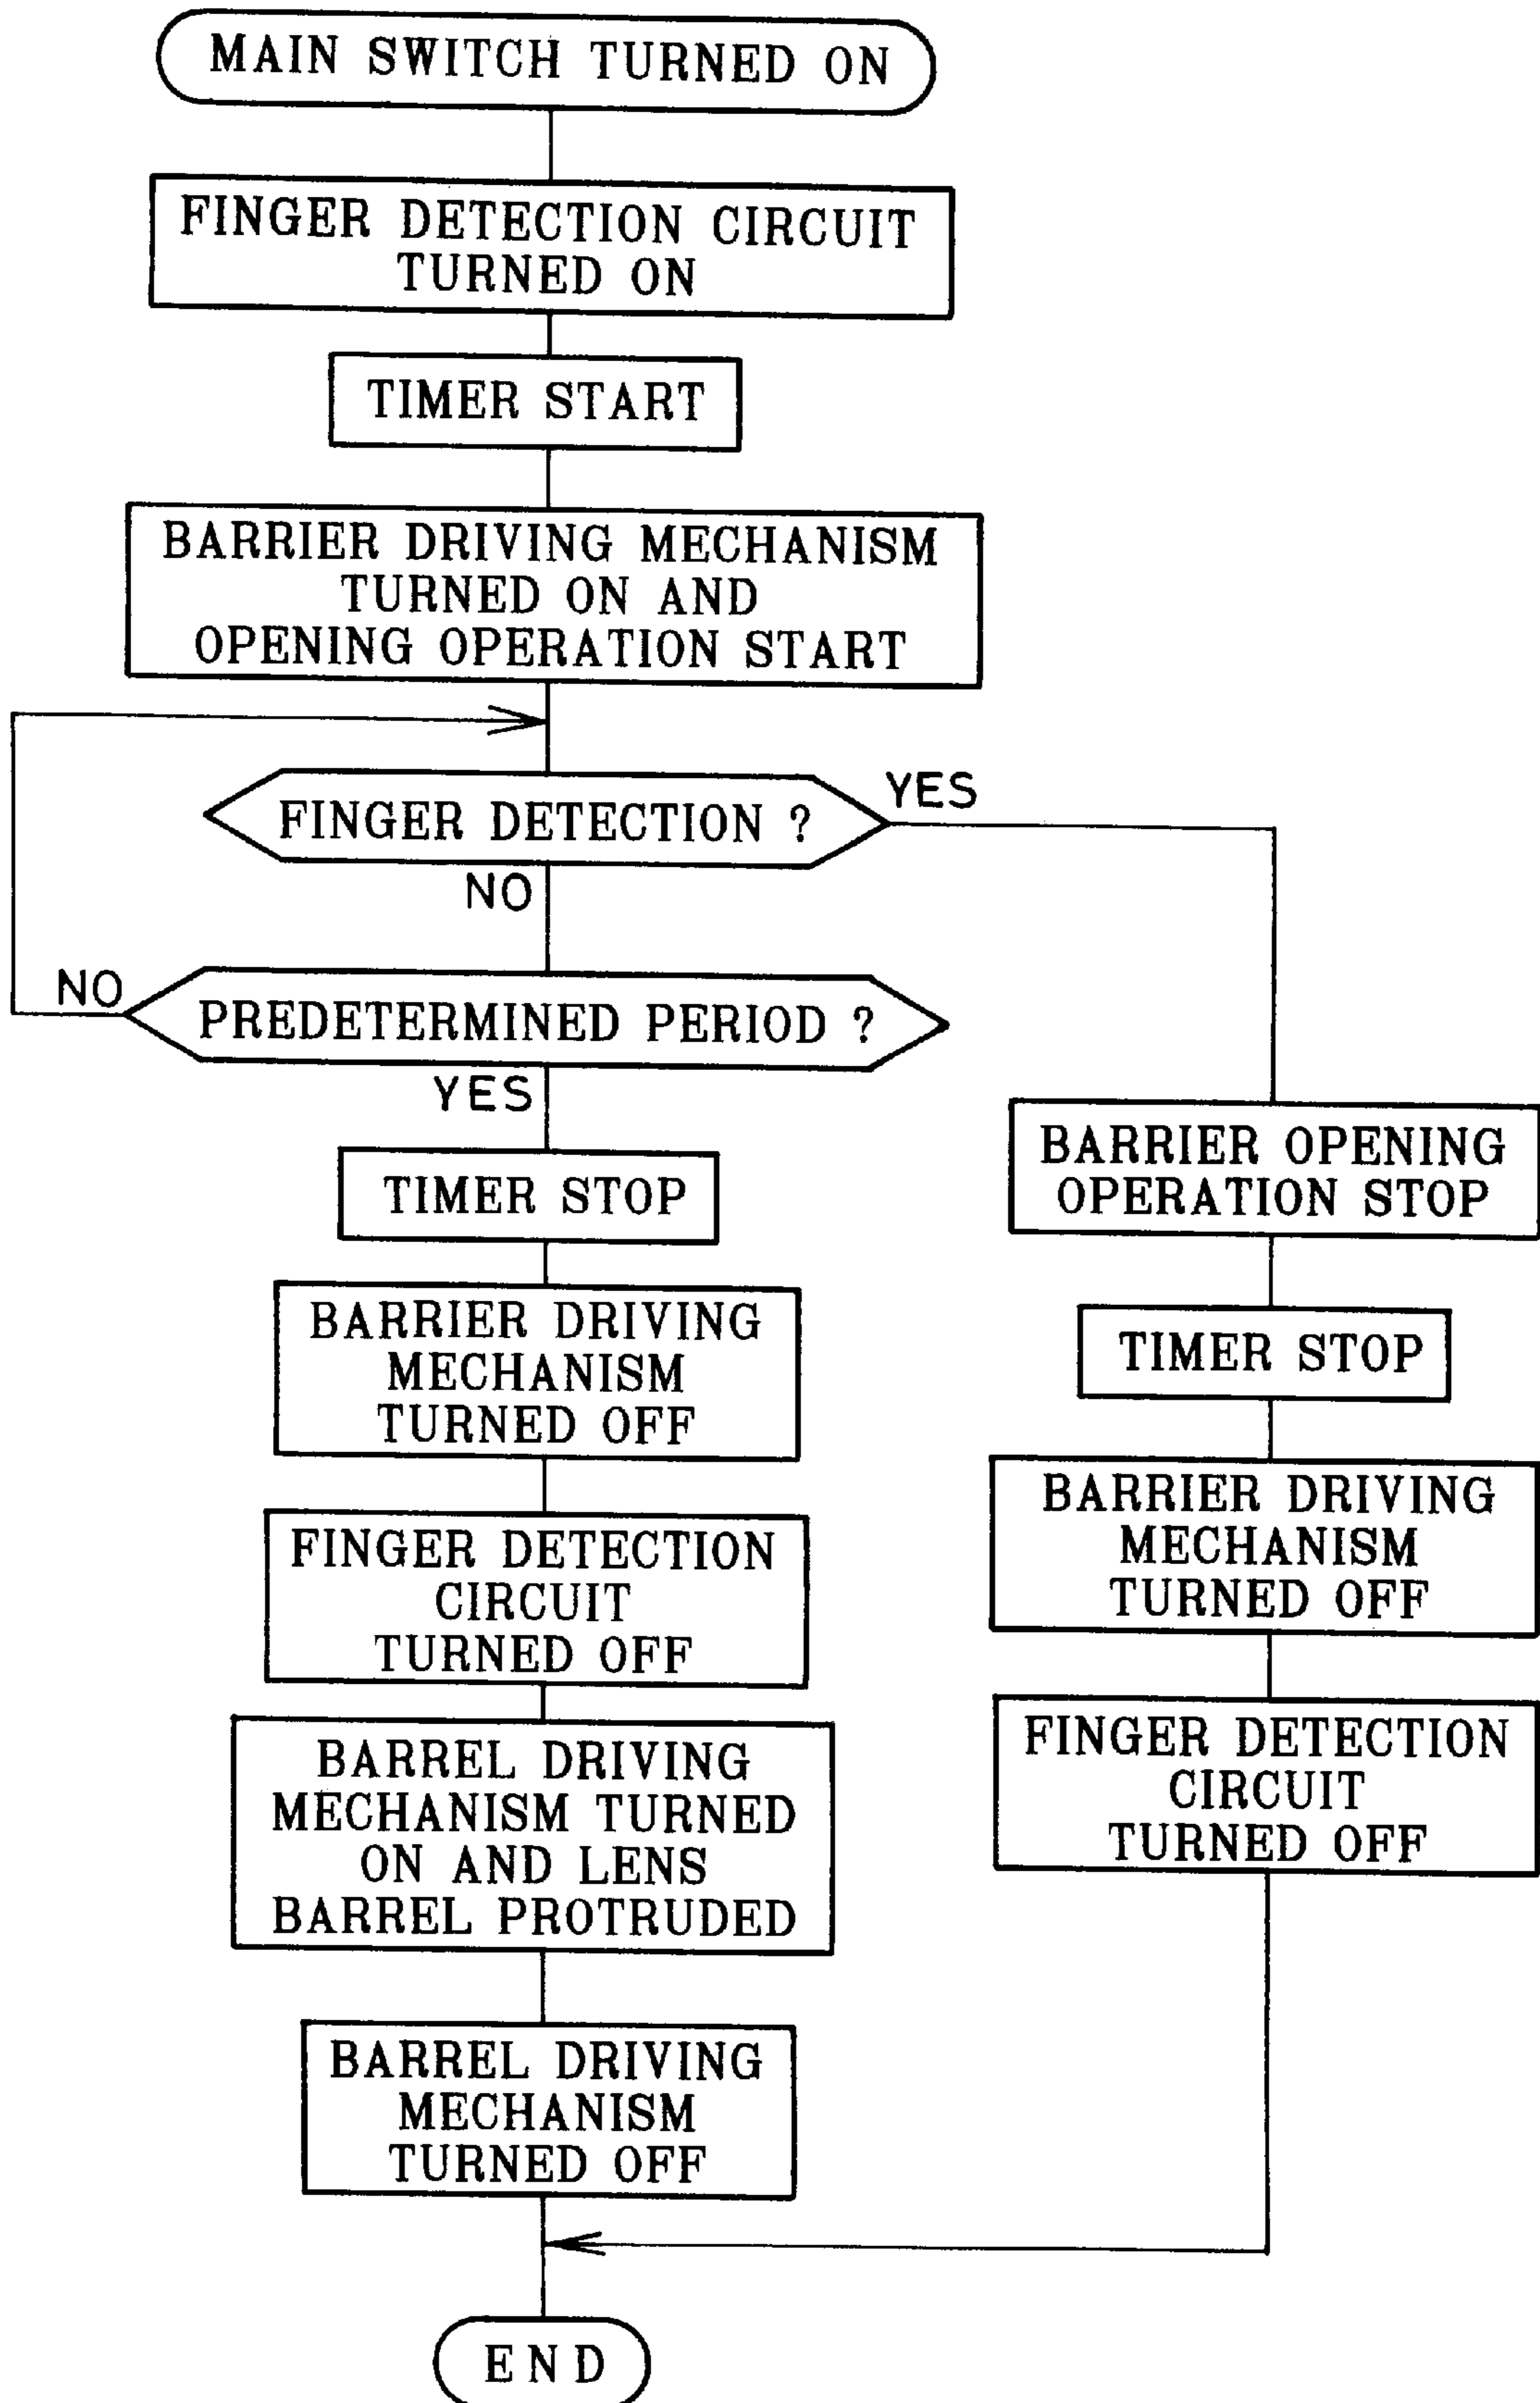 MAIN SWITCH TURNED ON
FINGER DETECTION CIRCUIT
TURNED ON
TIMER START
BARRIER DRIVING MECHANISM
TURNED ON AND
OPENING OPERATION START
FINGER DETECTION ?
YES
NO
NO
PREDETERMINED PERIOD ?
YES
TIMER STOP
BARRIER DRIVING
MECHANISM
TURNED OFF
FINGER DETECTION
CIRCUIT
TURNED OFF
BARREL DRIVING
MECHANISM TURNED
ON AND LENS
BARREL PROTRUDED
BARREL DRIVING
MECHANISM
TURNED OFF
BARRIER OPENING
OPERATION STOP
TIMER STOP
BARRIER DRIVING
MECHANISM
TURNED OFF
FINGER DETECTION
CIRCUIT
TURNED OFF
END